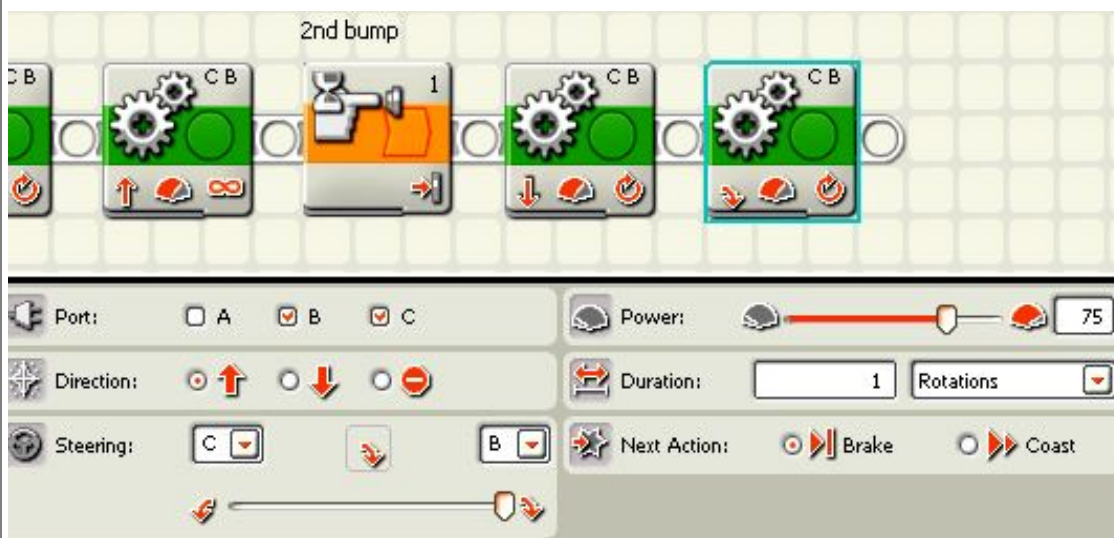 2nd bump
C B
C B
1
C B
C B
Port:
A
B
C
Power:
75
Direction:
Duration:
1
Rotations
Steering:
C
B
Next Action:
Brake
Coast